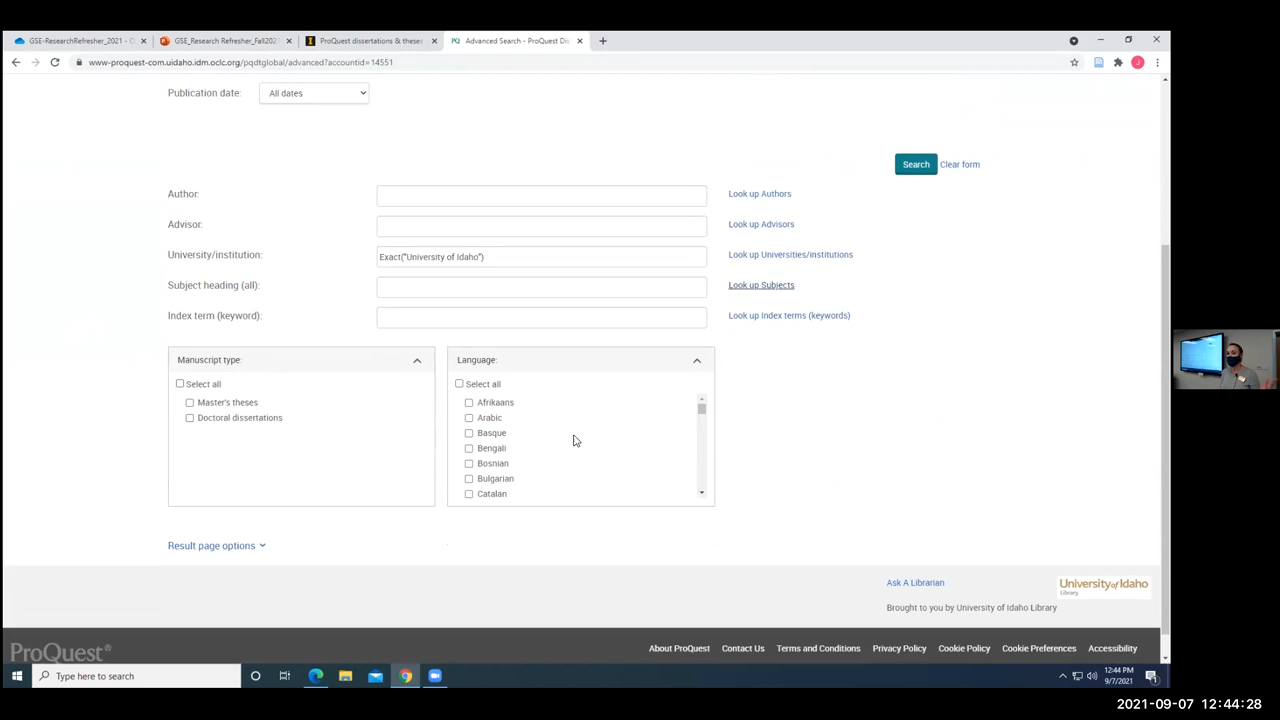 GSE-ResearchRefresher_2021 - O
GSE_Research Refresher_Fall202
ProQuest dissertations & theses
PQ Advanced Search - ProQuest Dis
www-proquest-com.uidaho.idm.oclc.org/pqdtglobal/advanced?accountid=14551
J
Publication date: All dates
Search Clear form
Author: Look up Authors
Advisor: Look up Advisors
University/institution: Exact("University of Idaho") Look up Universities/institutions
Subject heading (all): Look up Subjects
Index term (keyword): Look up Index terms (keywords)
Manuscript type:
Select all
Master's theses
Doctoral dissertations
Language:
Select all
Afrikaans
Arabic
Basque
Bengali
Bosnian
Bulgarian
Catalan
Result page options
Ask A Librarian
University of Idaho
Library
Brought to you by University of Idaho Library
ProQuest®
About ProQuest Contact Us Terms and Conditions Privacy Policy Cookie Policy Cookie Preferences Accessibility
Type here to search
12:44 PM
9/7/2021
2021-09-07 12:44:28